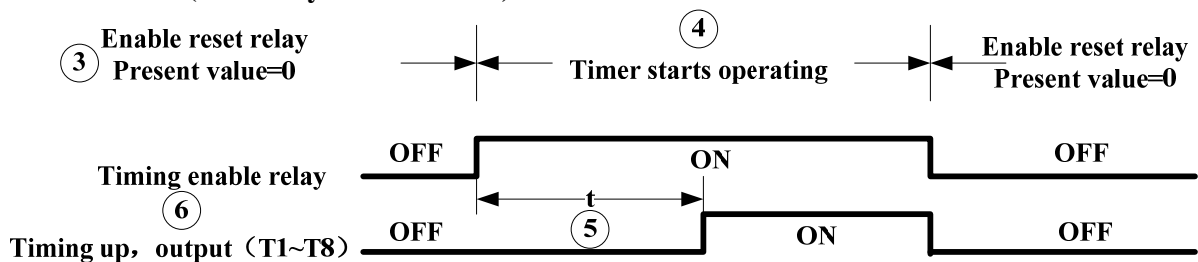 ④
Enable reset relay
③ Present value=0
Timer starts operating
Enable reset relay
Present value=0
OFF
ON
OFF
Timing enable relay
t
⑥
⑤
Timing up，output（T1~T8）
OFF
ON
OFF